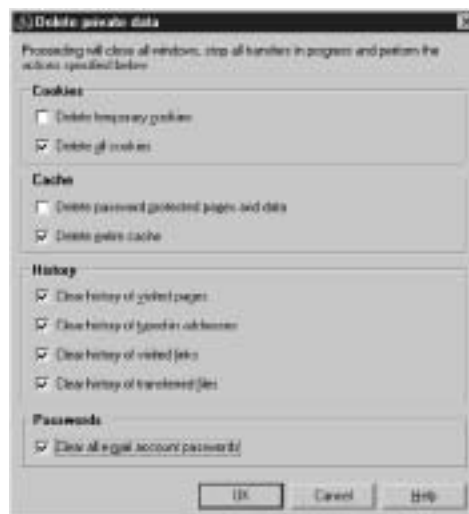 Delete private data
Proceeding will close all windows, stop all transfers in progress and perform the
actions specified below
Cookies
Delete temporary cookies
Delete all cookies
Cache
Delete password protected pages and data
Delete entire cache
History
Clear history of visited pages
Clear history of typed in addresses
Clear history of visited links
Clear history of transferred files
Passwords
Clear all e-mail account passwords
OK Cancel Help